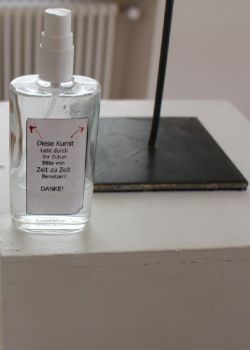 Diese Kunst
Lebt durch
Ihr Zutun
Bitte von
Zeit zu Zeit
Benetzen!
DANKE!